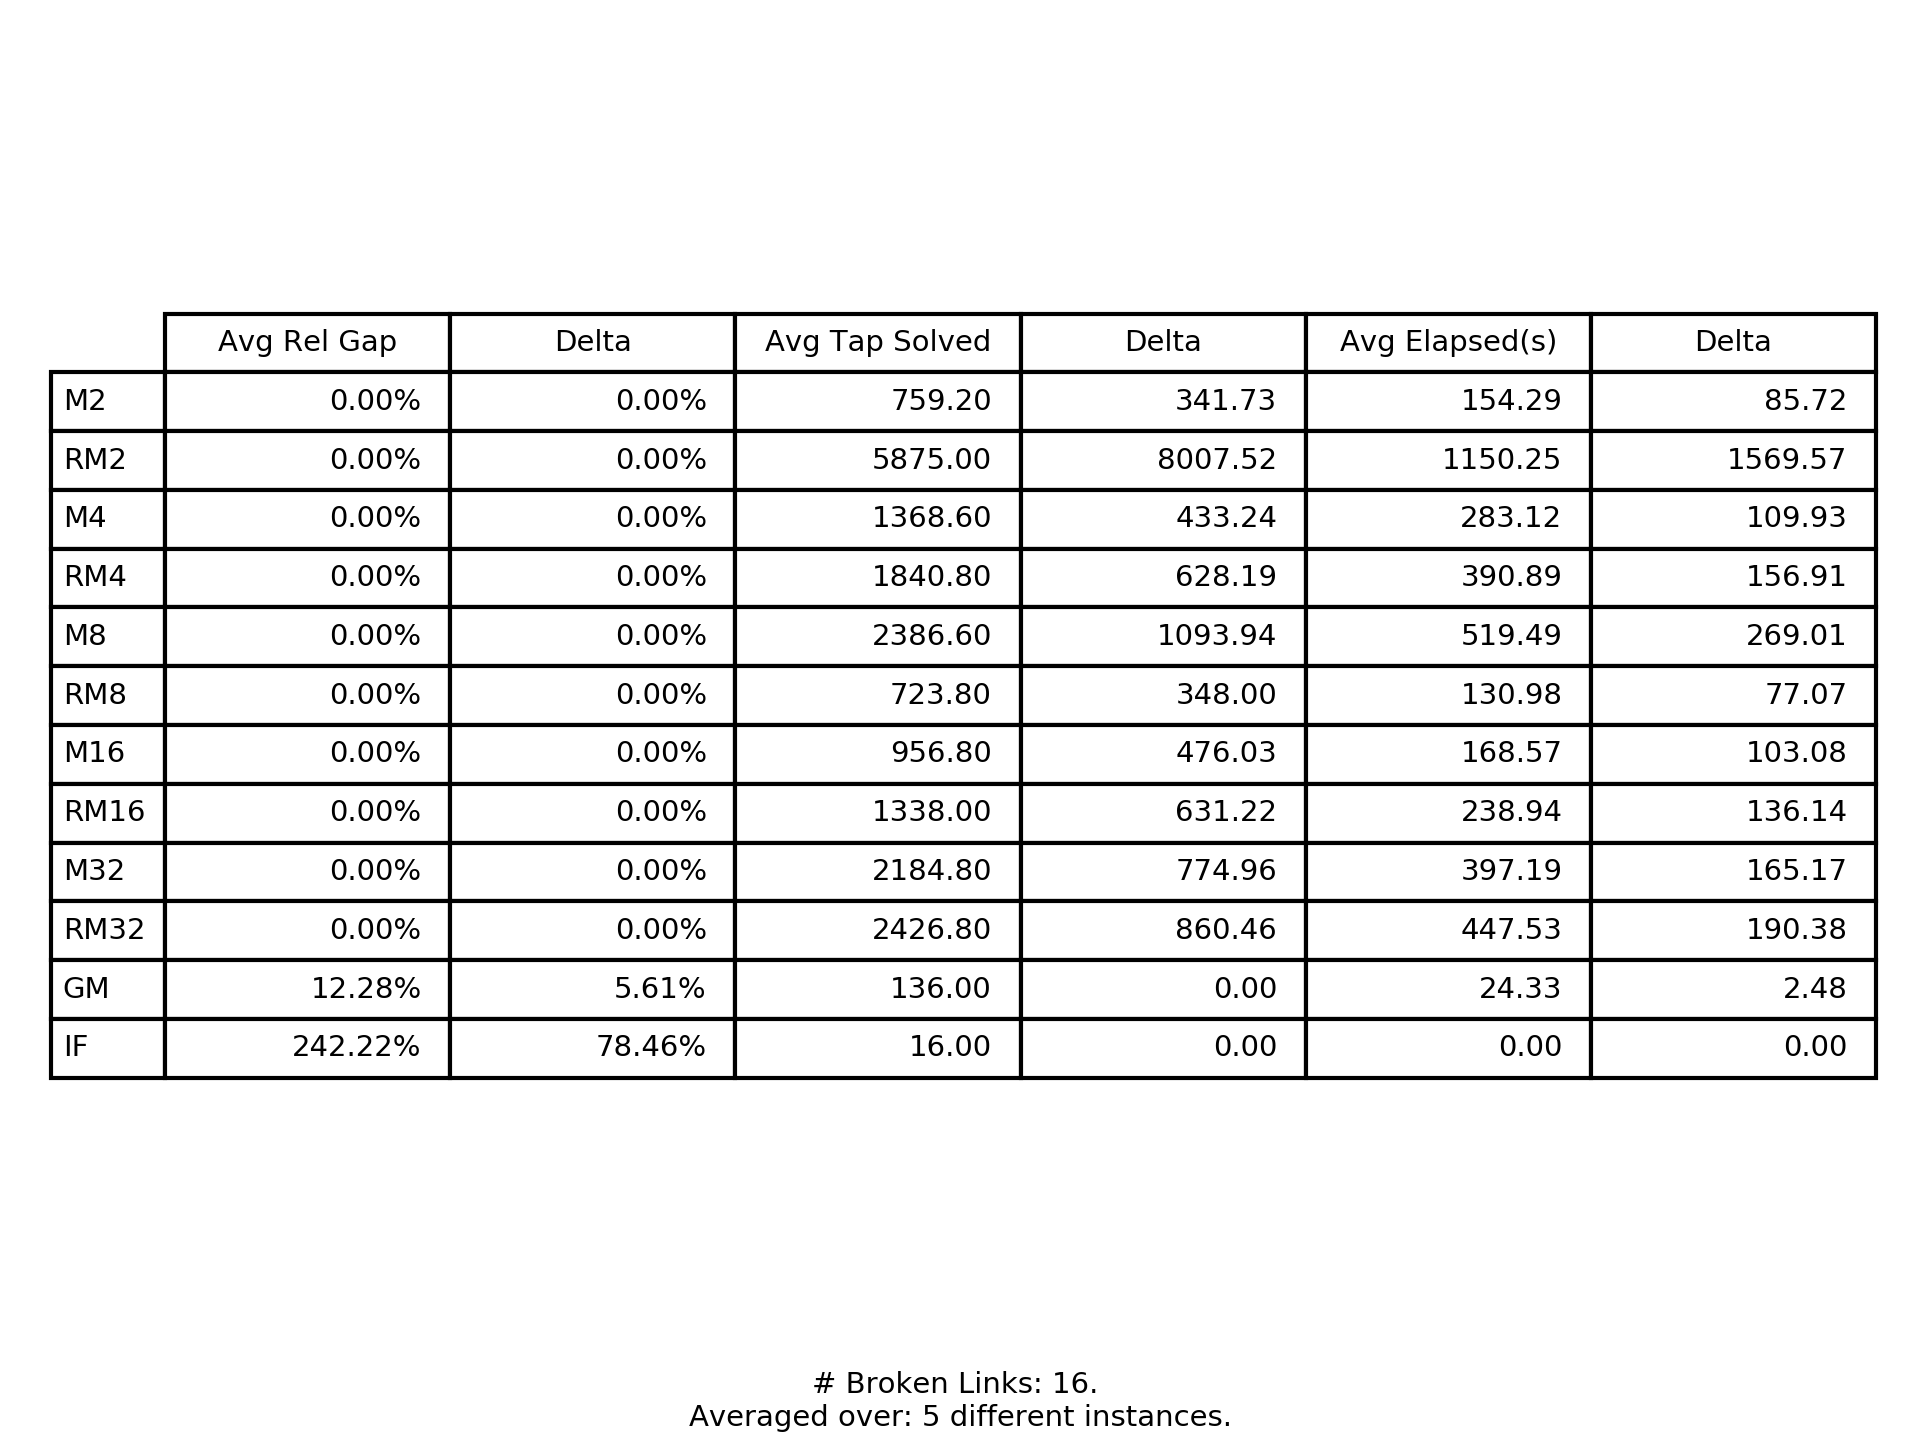 Avg Rel Gap Delta Avg Tap Solved Delta Avg Elapsed(s) Delta
M2 0.00% 0.00% 759.20 341.73 154.29 85.72
RM2 0.00% 0.00% 5875.00 8007.52 1150.25 1569.57
M4 0.00% 0.00% 1368.60 433.24 283.12 109.93
RM4 0.00% 0.00% 1840.80 628.19 390.89 156.91
M8 0.00% 0.00% 2386.60 1093.94 519.49 269.01
RM8 0.00% 0.00% 723.80 348.00 130.98 77.07
M16 0.00% 0.00% 956.80 476.03 168.57 103.08
RM16 0.00% 0.00% 1338.00 631.22 238.94 136.14
M32 0.00% 0.00% 2184.80 774.96 397.19 165.17
RM32 0.00% 0.00% 2426.80 860.46 447.53 190.38
GM 12.28% 5.61% 136.00 0.00 24.33 2.48
IF 242.22% 78.46% 16.00 0.00 0.00 0.00
# Broken Links: 16.
Averaged over: 5 different instances.